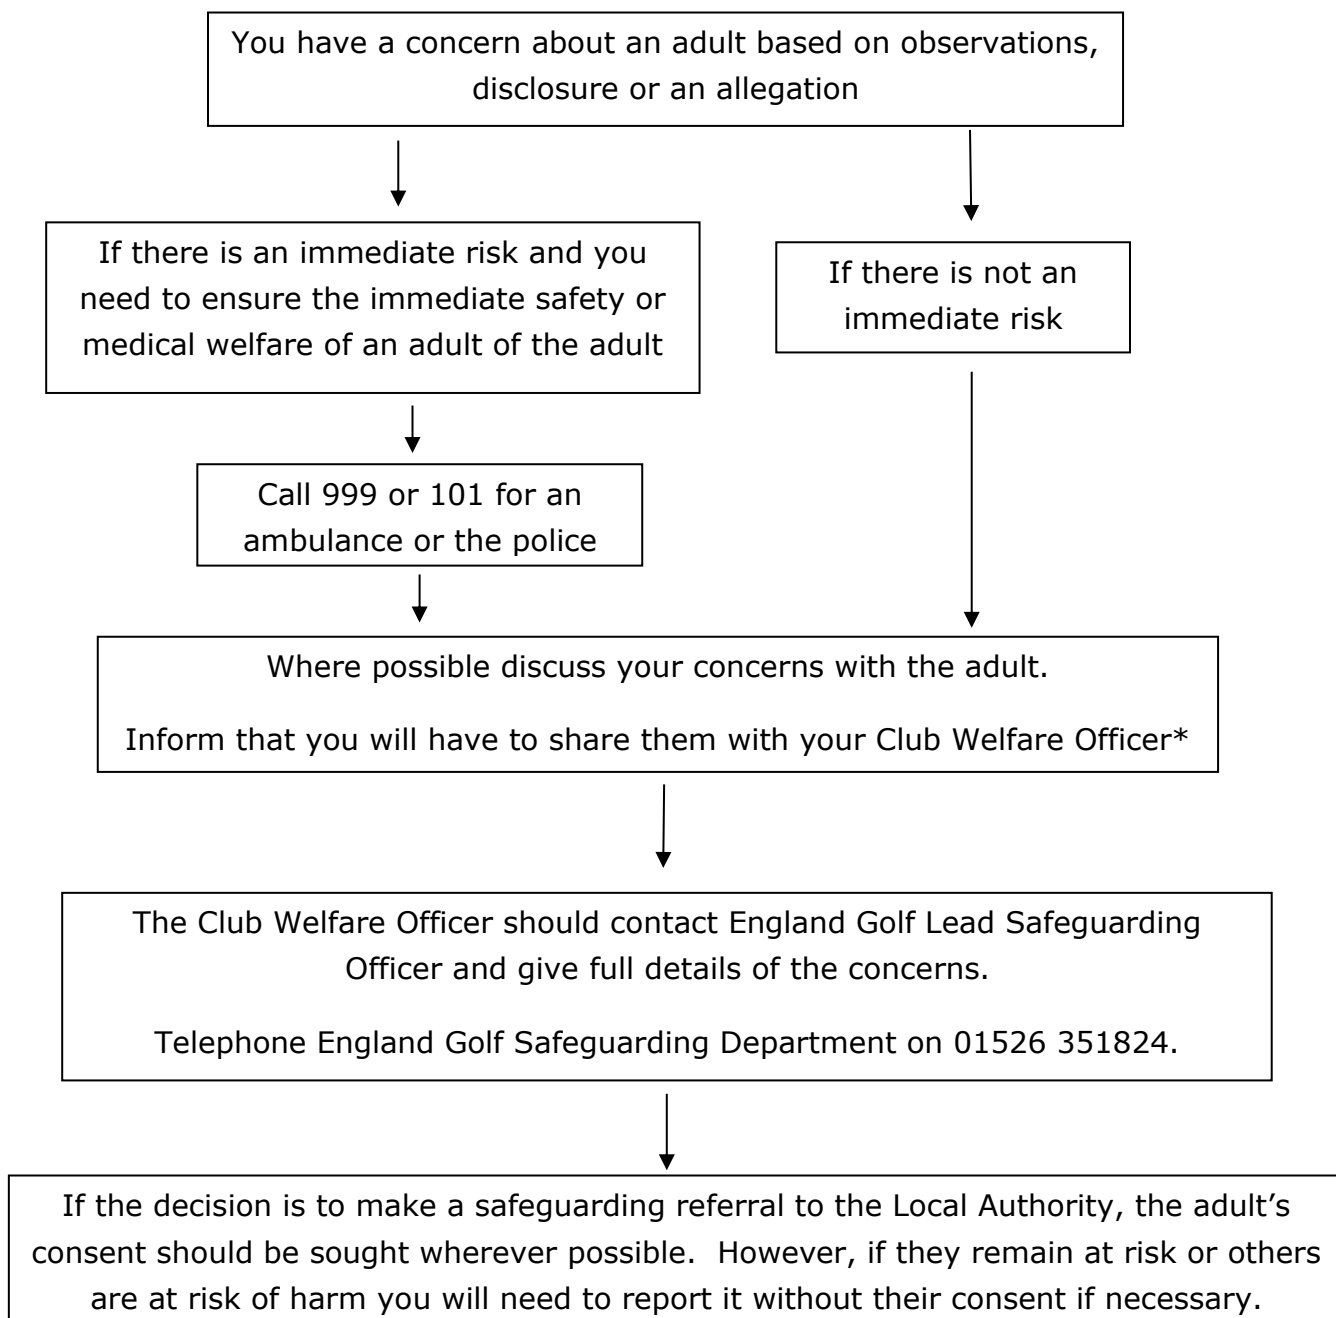 You have a concern about an adult based on observations,
disclosure or an allegation
If there is an immediate risk and you
need to ensure the immediate safety or
medical welfare of an adult of the adult
If there is not an
immediate risk
Call 999 or 101 for an
ambulance or the police
Where possible discuss your concerns with the adult.
Inform that you will have to share them with your Club Welfare Officer*
The Club Welfare Officer should contact England Golf Lead Safeguarding
Officer and give full details of the concerns.
Telephone England Golf Safeguarding Department on 01526 351824.
If the decision is to make a safeguarding referral to the Local Authority, the adult’s
consent should be sought wherever possible.  However, if they remain at risk or others
are at risk of harm you will need to report it without their consent if necessary.